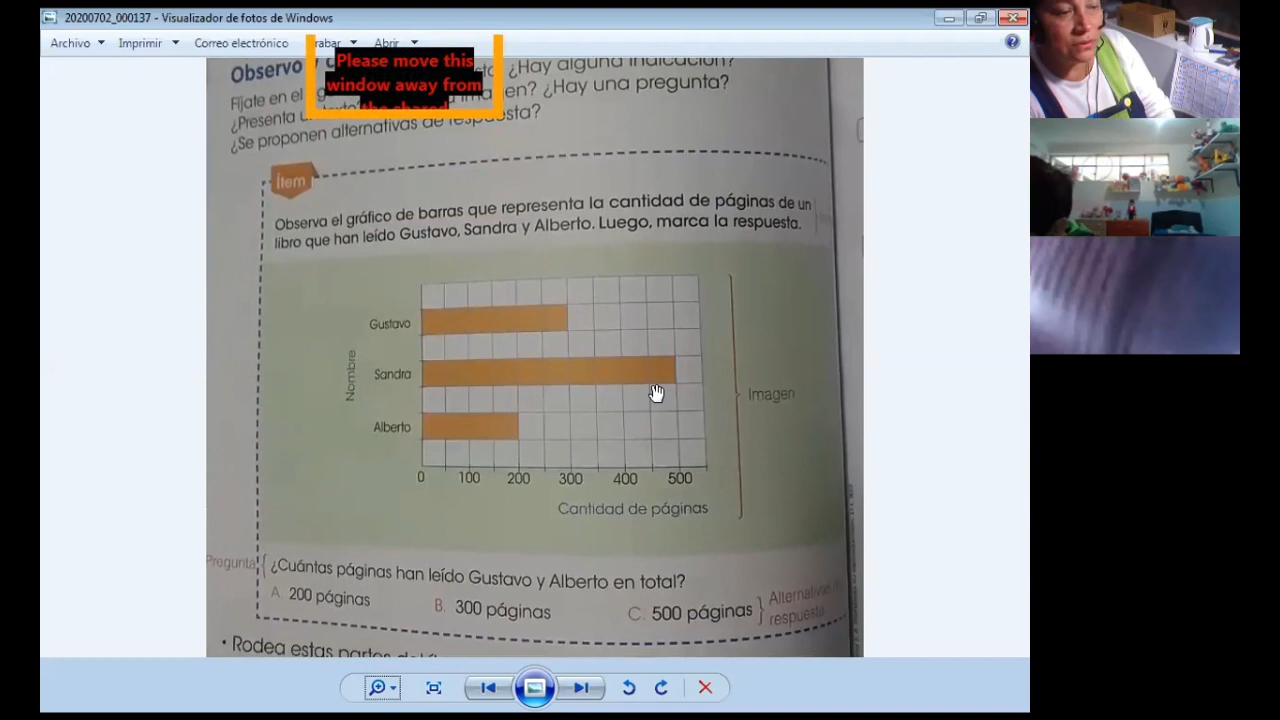 20200702_000137 - Visualizador de fotos de Windows
Archivo Imprimir Correo electrónico Abrir
Please move this
window away from
the shared
Observo ¿Hay alguna indicación?
Fíjate en el ¿Hay una pregunta?
¿Presenta
¿Se proponen alternativas de respuesta?
Ítem
Observa el gráfico de barras que representa la cantidad de páginas de un
libro que han leído Gustavo, Sandra y Alberto. Luego, marca la respuesta.
Nombre
Gustavo
Sandra
Alberto
0 100 200 300 400 500
Cantidad de páginas
Imagen
Pregunta
¿Cuántas páginas han leído Gustavo y Alberto en total?
A. 200 páginas B. 300 páginas C. 500 páginas
respuesta
• Rodea estas partes